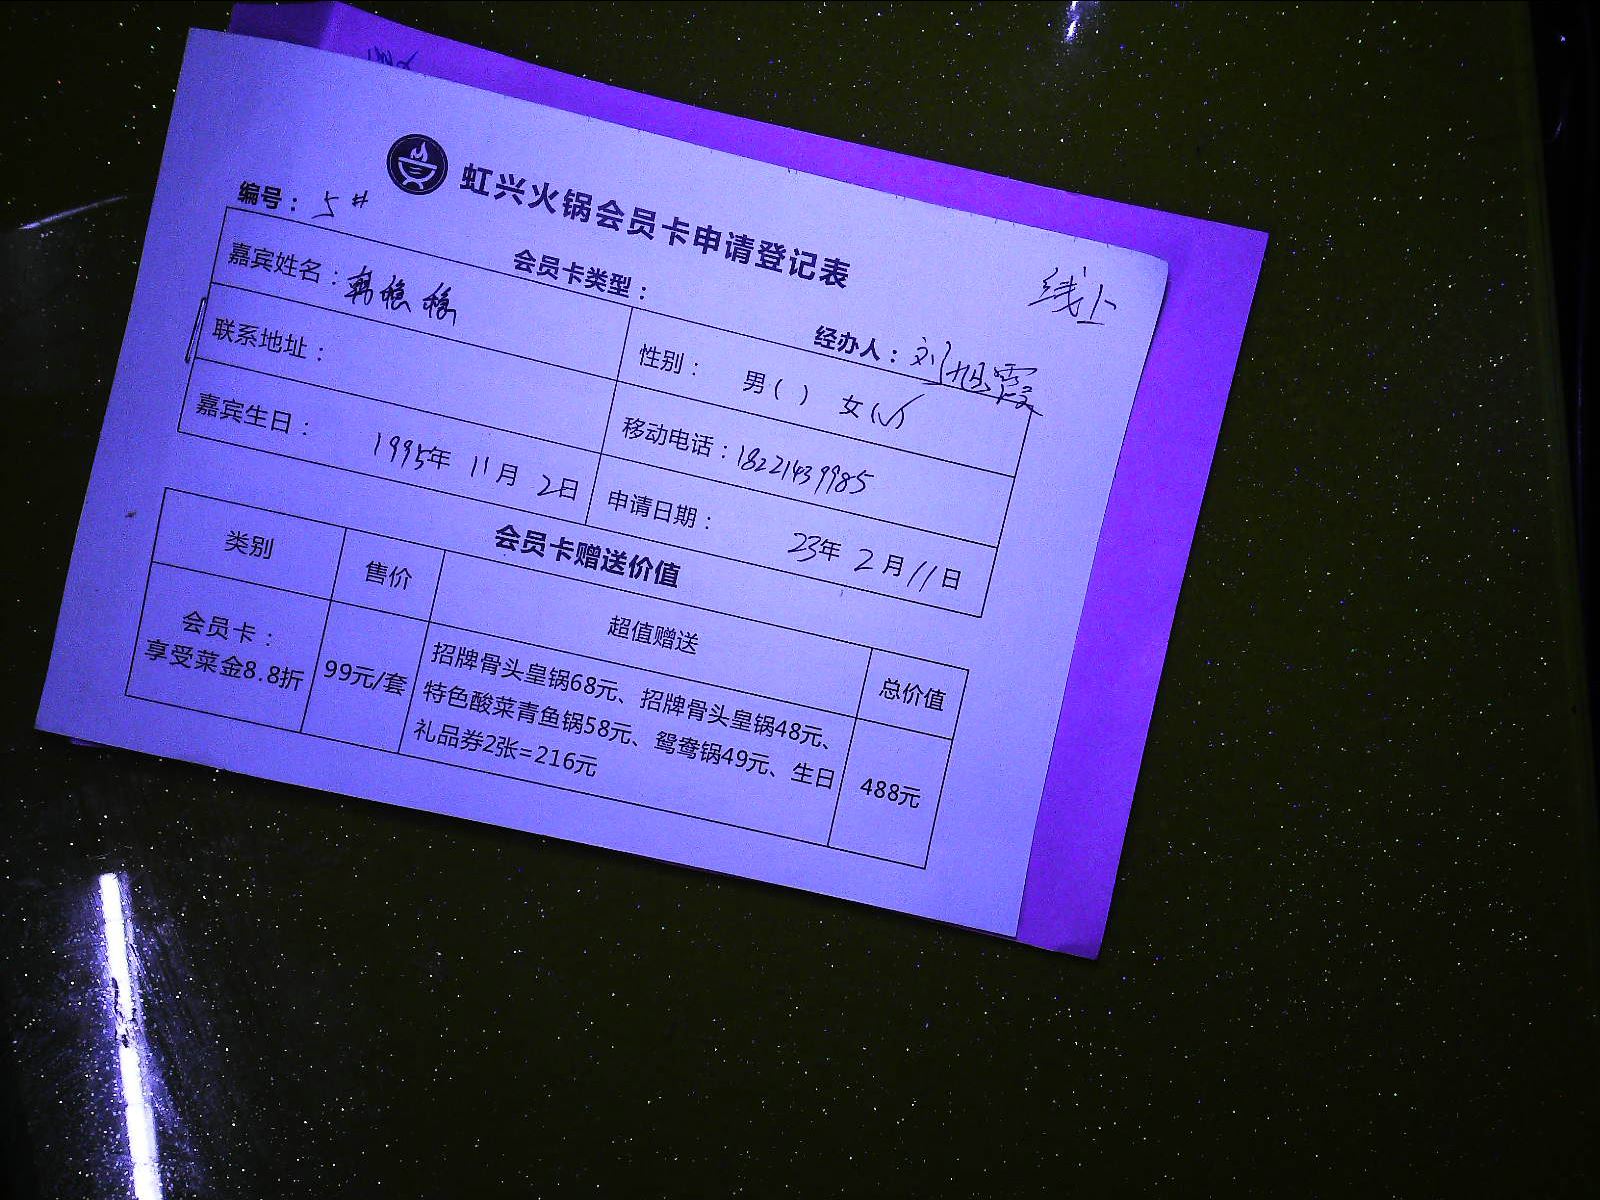 虹兴火锅会员卡申请登记表
线上
编号：5#
会员卡类型：
经办人：刘旭霞
嘉宾姓名：韩
性别： 男( ) 女(✓)
联系地址：
移动电话：18221439985
嘉宾生日： 1995年 11月 2日
申请日期： 23年 2月11日
会员卡赠送价值
类别 售价 超值赠送 总价值
会员卡：
享受菜金8.8折
99元/套
招牌骨头皇锅68元、招牌骨头皇锅48元、
特色酸菜青鱼锅58元、鸳鸯锅49元、生日
礼品券2张=216元
488元